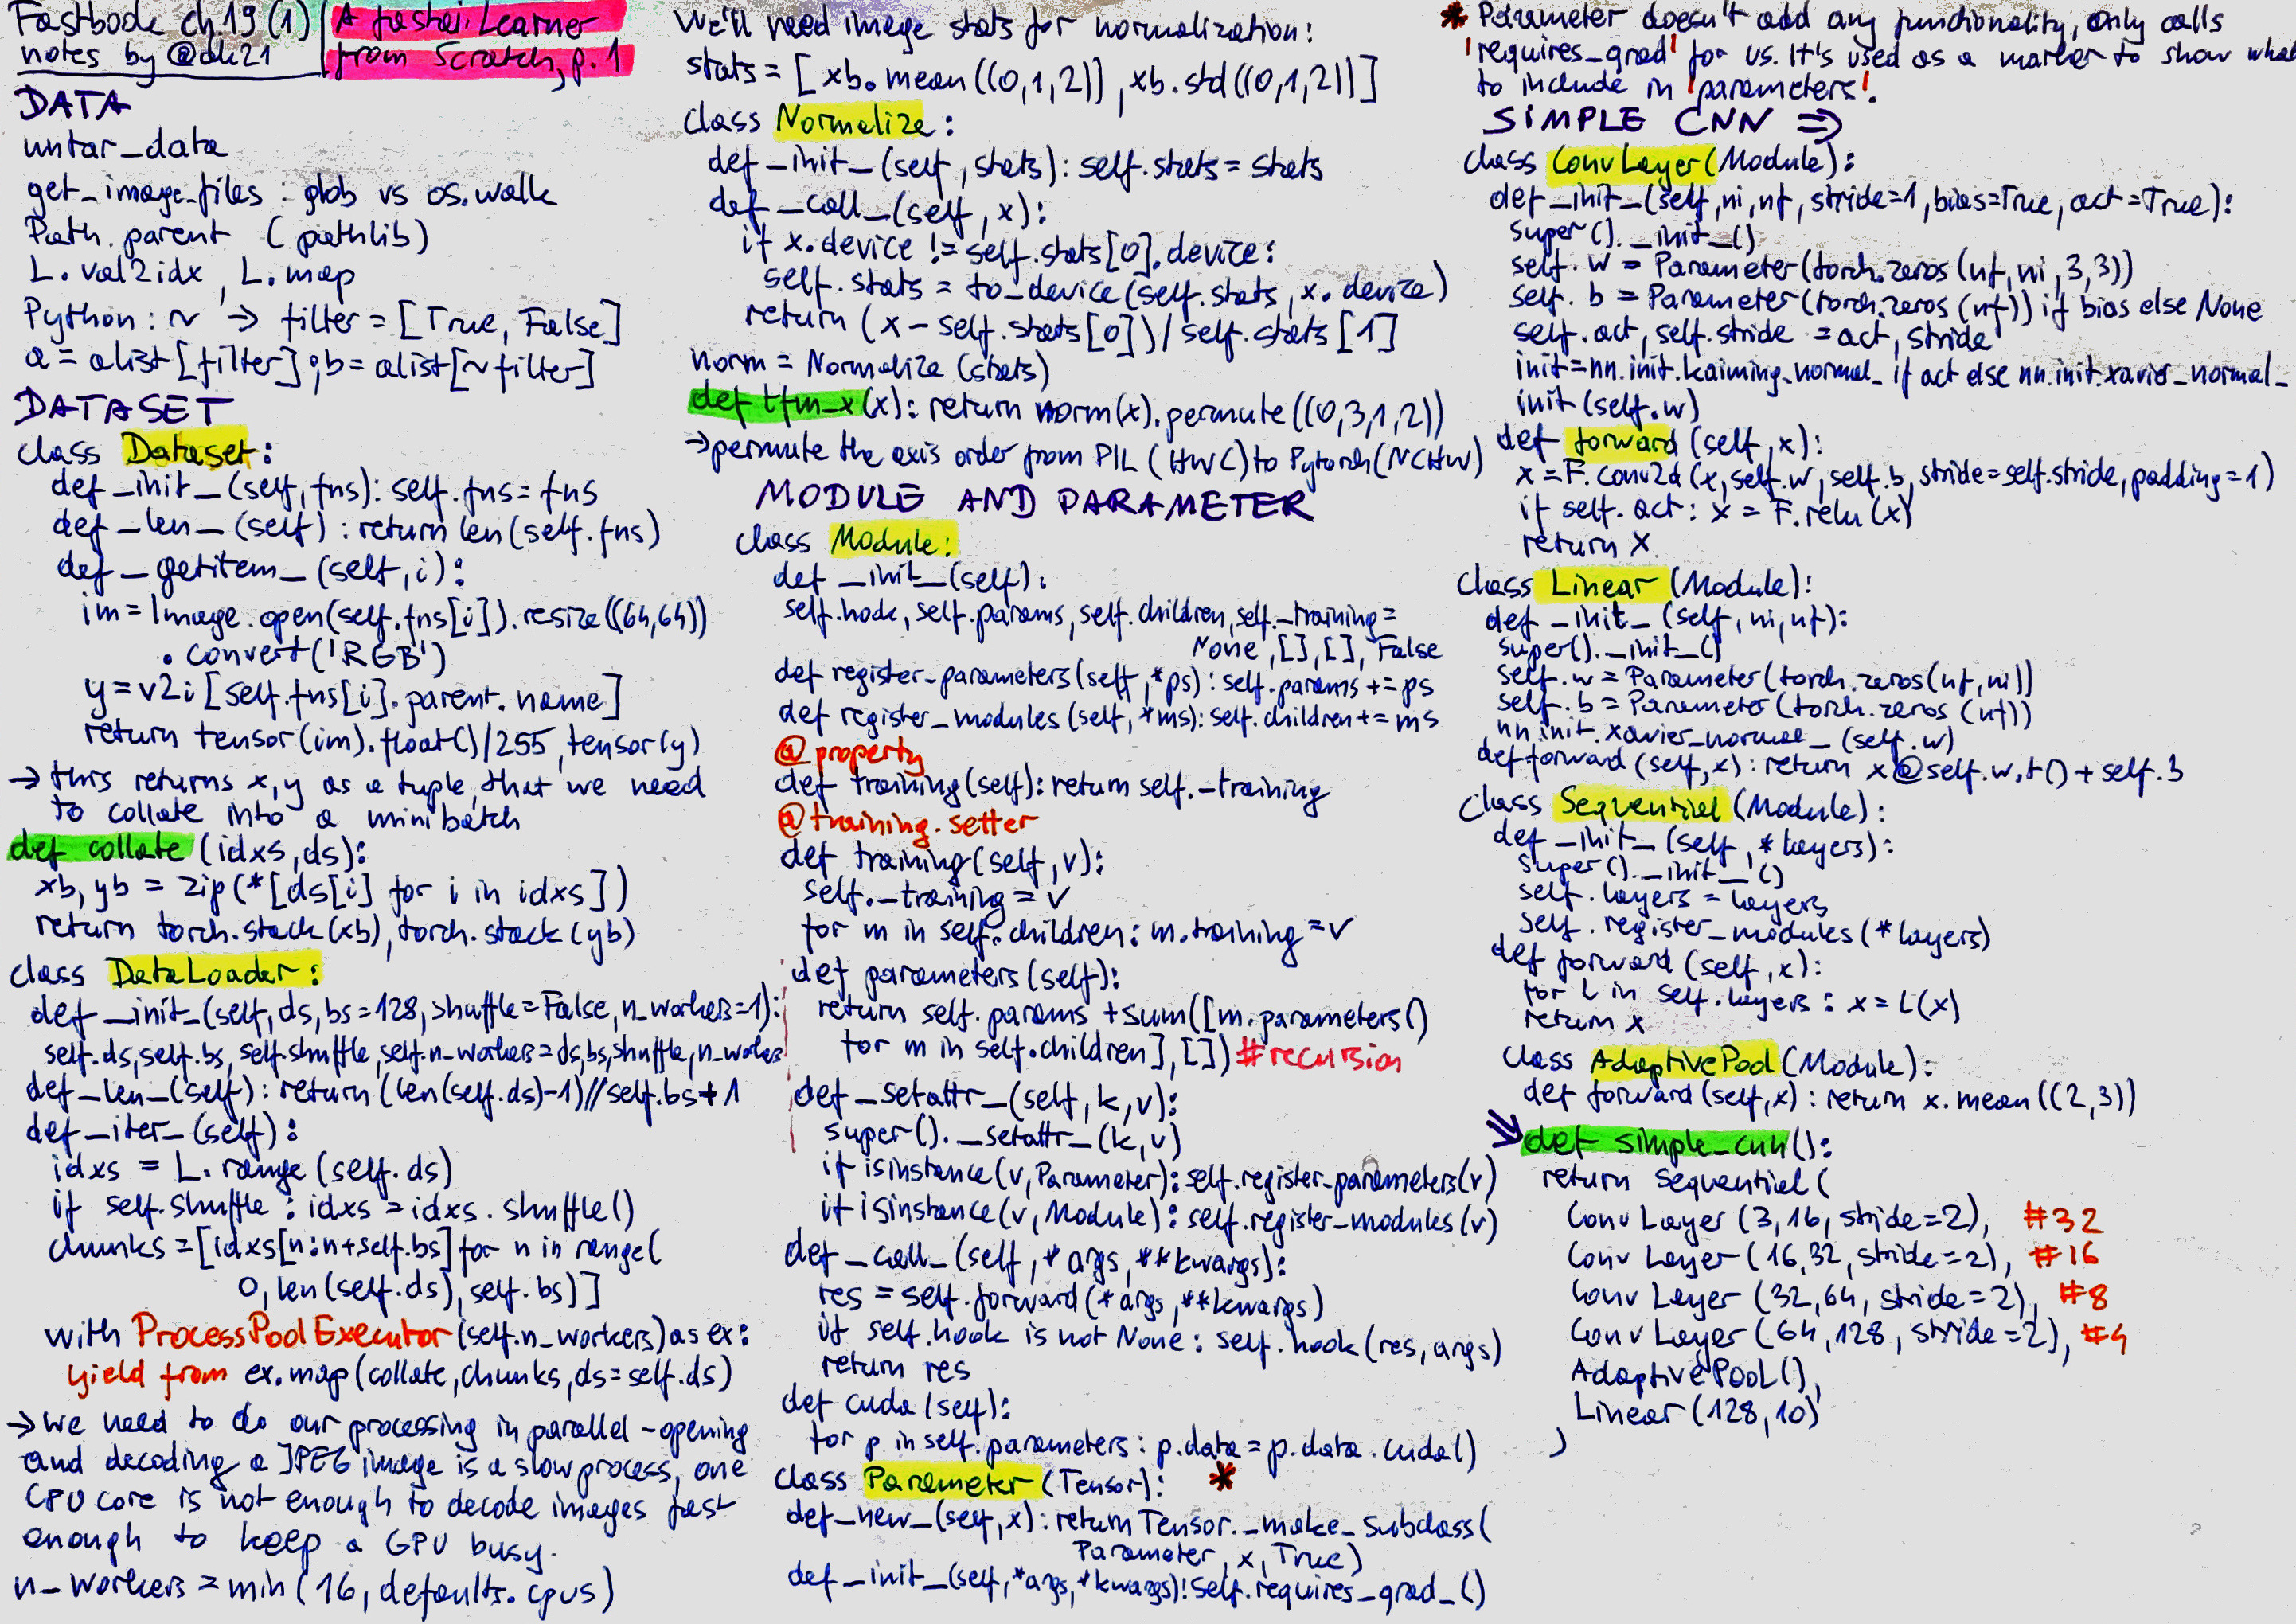 Fastbook ch.19 (1)
notes by @dk21
A fastai Learner
from Scratch, p.1
DATA
untar_data
get_image_files : glob vs os.walk
Path.parent (pathlib)
L.val2idx, L.map
Python: ~ → filter = [True, False]
a = alist[filter]; b = alist[~filter]
DATASET
class Dataset:
def _init_(self, fns): self.fns = fns
def _len_(self): return len(self.fns)
def _getitem_(self, i):
im = Image.open(self.fns[i]).resize((64,64))
.convert('RGB')
y = v2i[self.fns[i].parent.name]
return tensor(im).float()/255, tensor(y)
→ this returns x,y as a tuple, that we need
to collate into a minibatch
def collate (idxs, ds):
xb, yb = zip(*[ds[i] for i in idxs])
return torch.stack(xb), torch.stack(yb)
class DataLoader:
def _init_(self, ds, bs=128, shuffle=False, n_workers=1):
self.ds, self.bs, self.shuffle, self.n_workers = ds, bs, shuffle, n_workers
def _len_(self): return (len(self.ds)-1)//self.bs+1
def _iter_(self):
idxs = L.range(self.ds)
if self.shuffle: idxs = idxs.shuffle()
chunks = [idxs[n:n+self.bs] for n in range(
0, len(self.ds), self.bs)]
with ProcessPoolExecutor(self.n_workers) as ex:
yield from ex.map(collate, chunks, ds=self.ds)
→ we need to do our processing in parallel - opening
and decoding a JPEG image is a slow process, one
CPU core is not enough to decode images fast
enough to keep a GPU busy.
n_workers = min(16, defaults.cpus)
We'll need image stats for normalization:
stats = [xb.mean((0,1,2)), xb.std((0,1,2))]
class Normalize:
def _init_(self, stats): self.stats = stats
def _call_(self, x):
if x.device != self.stats[0].device:
self.stats = to_device(self.stats, x.device)
return (x - self.stats[0])/self.stats[1]
norm = Normalize(stats)
def tfm_x(x): return norm(x).permute((0,3,1,2))
→ permute the axis order from PIL (HWC) to Pytorch (NCHW)
MODULE AND PARAMETER
class Module:
def _init_(self):
self.hook, self.params, self.children, self._training =
None, [], [], False
def register_parameters(self, *ps): self.params += ps
def register_modules (self, *ms): self.children += ms
@property
def training(self): return self._training
@training.setter
def training(self, v):
self._training = v
for m in self.children: m.training = v
def parameters(self):
return self.params + sum([m.parameters()
for m in self.children], []) #recursion
def _setattr_(self, k, v):
super()._setattr_(k, v)
if isinstance(v, Parameter): self.register_parameters(v)
if isinstance(v, Module): self.register_modules(v)
def _call_(self, *args, **kwargs):
res = self.forward(*args, **kwargs)
if self.hook is not None: self.hook(res, args)
return res
def cuda(self):
for p in self.parameters: p.data = p.data.cuda()
class Parameter (Tensor): *
def _new_(self, x): return Tensor._make_subclass(
Parameter, x, True)
def _init_(self, *args, *kwargs): self.requires_grad_()
* Parameter doesn't add any functionality, only calls
'requires_grad' for us. It's used as a marker to show what
to include in 'parameters'.
SIMPLE CNN ⇒
class ConvLayer (Module):
def _init_(self, ni, nf, stride=1, bias=True, act=True):
super()._init_()
self.w = Parameter(torch.zeros(nf, ni, 3, 3))
self.b = Parameter(torch.zeros(nf)) if bias else None
self.act, self.stride = act, stride
init = nn.init.kaiming_normal_ if act else nn.init.xavier_normal_
init(self.w)
def forward (self, x):
x = F.conv2d (x, self.w, self.b, stride=self.stride, padding=1)
if self.act: x = F.relu(x)
return x
class Linear (Module):
def _init_ (self, ni, nf):
super()._init_()
self.w = Parameter(torch.zeros(nf, ni))
self.b = Parameter(torch.zeros(nf))
nn.init.xavier_normal_(self.w)
def forward (self, x): return x@self.w.t() + self.b
class Sequential (Module):
def _init_ (self, *layers):
super()._init_()
self.layers = layers
self.register_modules(*layers)
def forward (self, x):
for L in self.layers: x = L(x)
return x
class AdaptivePool (Module):
def forward (self, x): return x.mean((2,3))
def simple_cnn():
return Sequential(
ConvLayer (3, 16, stride=2), #32
ConvLayer (16, 32, stride=2), #16
ConvLayer (32, 64, stride=2), #8
ConvLayer (64, 128, stride=2), #4
AdaptivePool(),
Linear (128, 10)
)